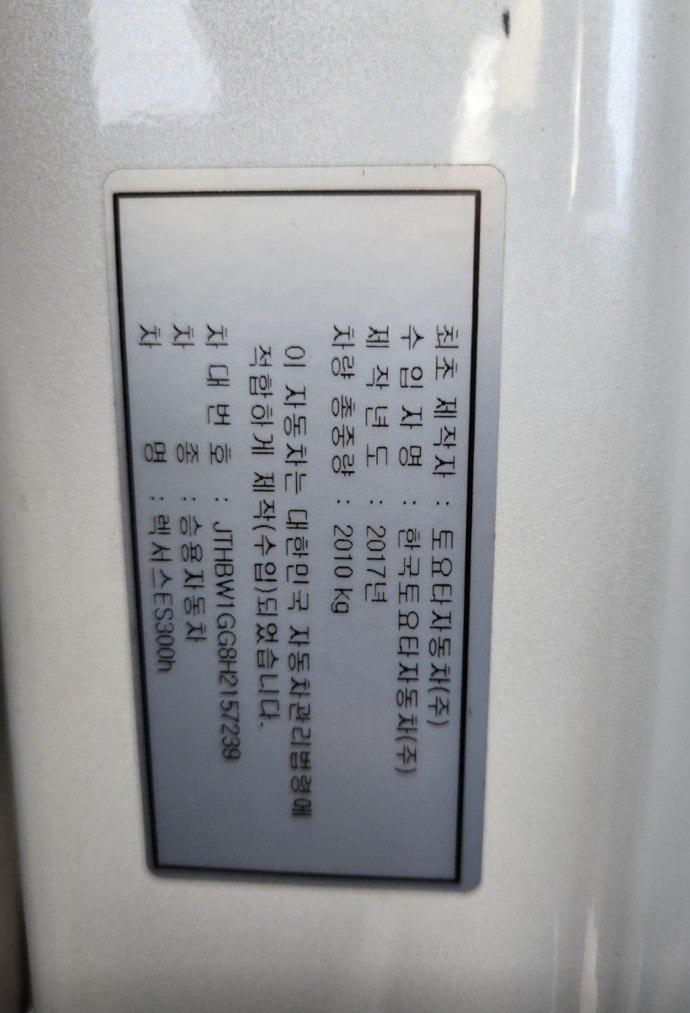 최초 제작자 : 토요타자동차(주)
수 입 자 명 : 한국토요타자동차(주)
제 작 년 도 : 2017년
차량 총중량 : 2010 kg
이 자동차는 대한민국 자동차관리법령에
적합하게 제작(수입)되었습니다.
차 대 번 호 : JTHBW1GG8H2157239
차 종 : 승용자동차
차 명 : 렉서스ES300h